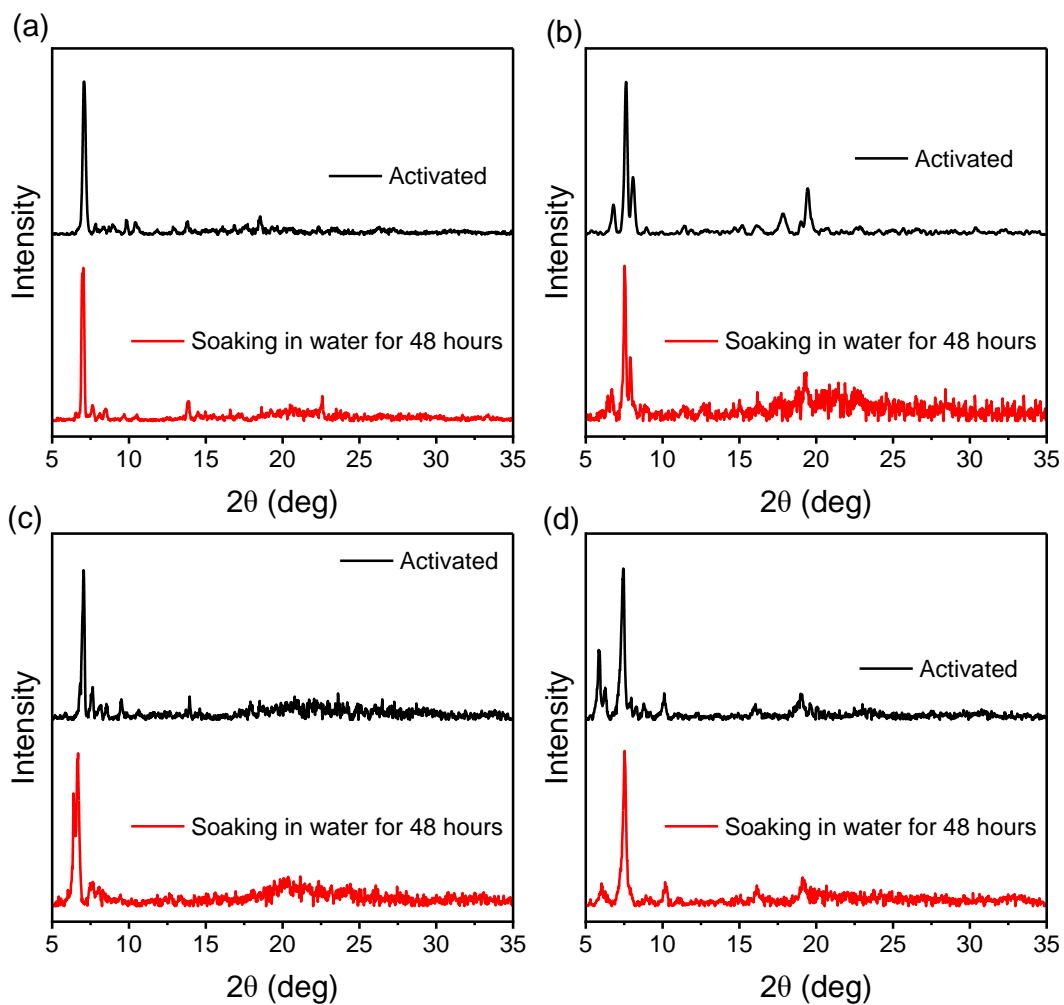 (a)
Activated
Soaking in water for 48 hours
Intensity
5 10 15 20 25 30 35
2θ (deg)
(b)
Activated
Soaking in water for 48 hours
Intensity
5 10 15 20 25 30 35
2θ (deg)
(c)
Activated
Soaking in water for 48 hours
Intensity
5 10 15 20 25 30 35
2θ (deg)
(d)
Activated
Soaking in water for 48 hours
Intensity
5 10 15 20 25 30 35
2θ (deg)